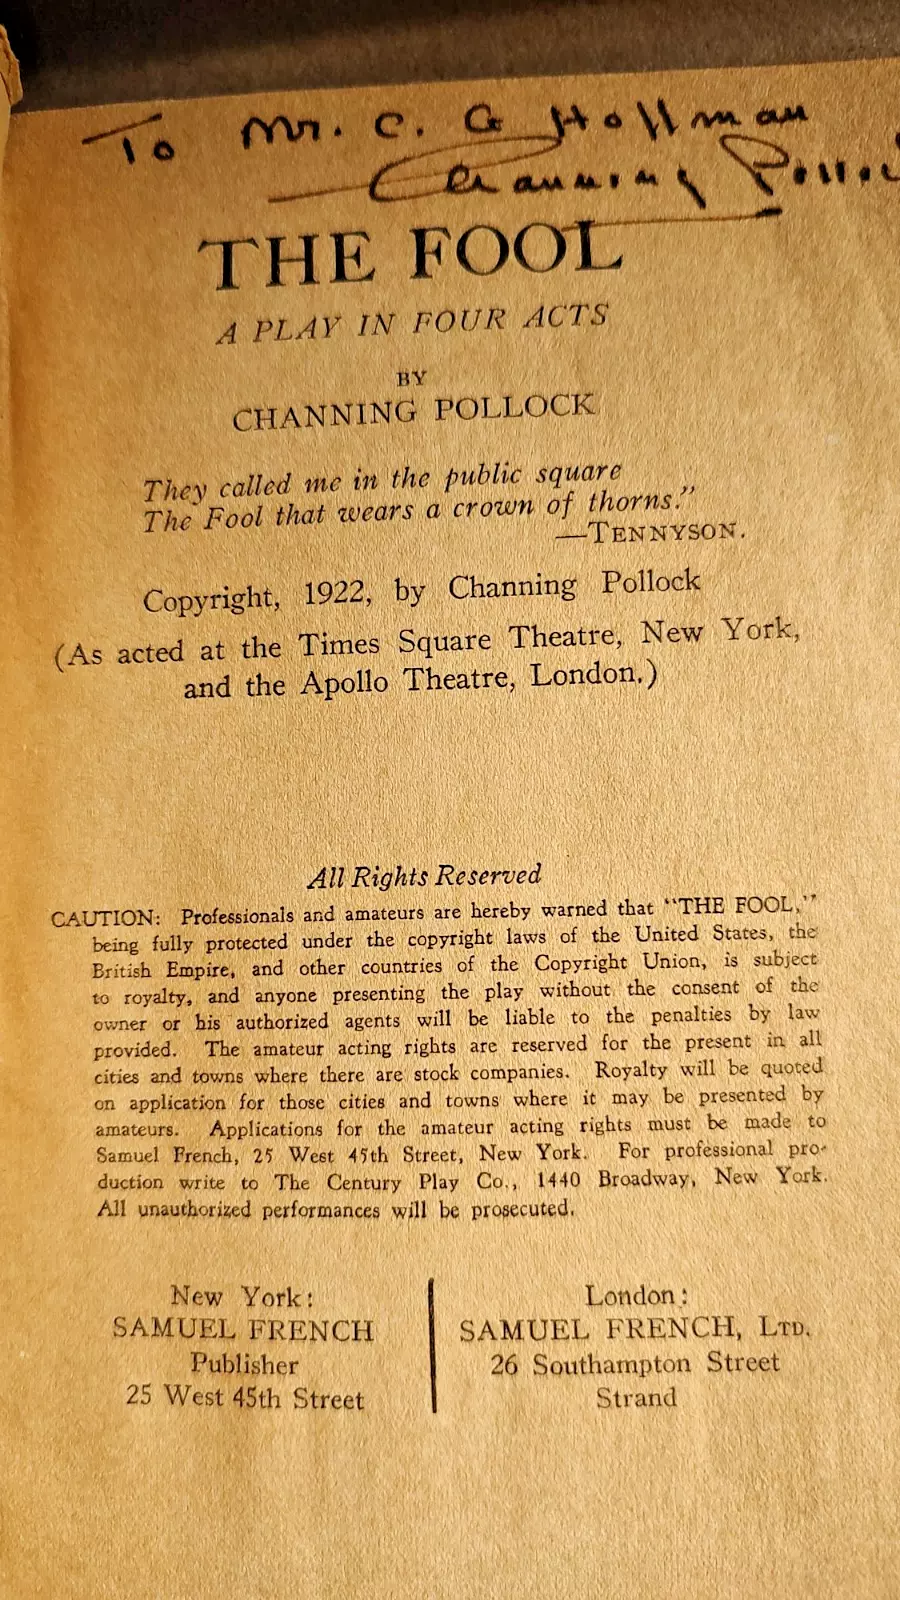 To Mr. C. G Hoffman
Channing Polloc
THE FOOL
A PLAY IN FOUR ACTS
BY
CHANNING POLLOCK
They called me in the public square
The Fool that wears a crown of thorns."
—TENNYSON.
Copyright, 1922, by Channing Pollock
(As acted at the Times Square Theatre, New York,
and the Apollo Theatre, London.)
All Rights Reserved
CAUTION: Professionals and amateurs are hereby warned that "THE FOOL,"
being fully protected under the copyright laws of the United States, the
British Empire, and other countries of the Copyright Union, is subject
to royalty, and anyone presenting the play without the consent of the
owner or his authorized agents will be liable to the penalties by law
provided. The amateur acting rights are reserved for the present in all
cities and towns where there are stock companies. Royalty will be quoted
on application for those cities and towns where it may be presented by
amateurs. Applications for the amateur acting rights must be made to
Samuel French, 25 West 45th Street, New York. For professional pro-
duction write to The Century Play Co., 1440 Broadway, New York.
All unauthorized performances will be prosecuted.
New York:
SAMUEL FRENCH
Publisher
25 West 45th Street
London:
SAMUEL FRENCH, LTD.
26 Southampton Street
Strand